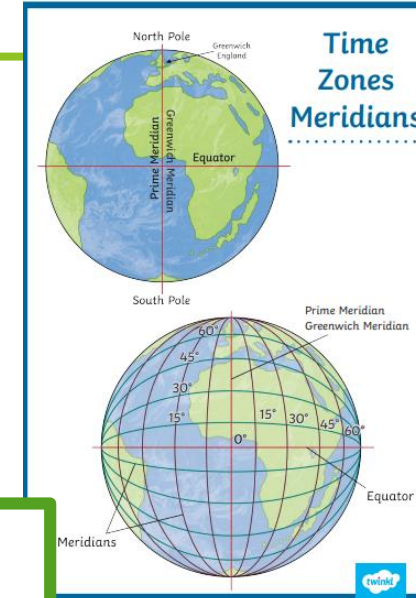 Time
Zones
Meridians
North Pole
Greenwich
England
Prime Meridian
Greenwich Meridian
Equator
South Pole
Prime Meridian
Greenwich Meridian
60°
45°
30°
15°
15° 30° 45° 60°
0°
Equator
Meridians
twinkl